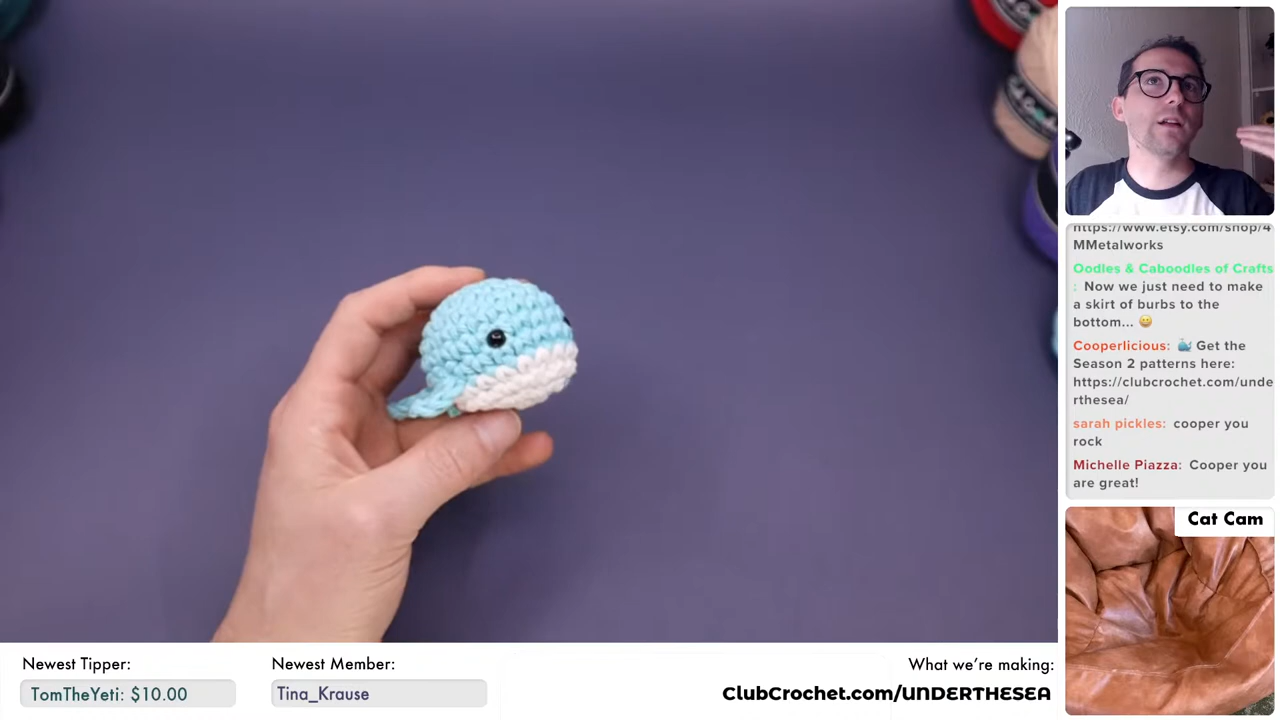 https://www.etsy.com/shop/4
MMetalworks
Oodles & Caboodles of Crafts
: Now we just need to make
a skirt of burbs to the
bottom... 😄
Cooperlicious: 🐳 Get the
Season 2 patterns here:
https://clubcrochet.com/unde
rthesea/
sarah pickles: cooper you
rock
Michelle Piazza: Cooper you
are great!
Cat Cam
Newest Tipper:
TomTheYeti: $10.00
Newest Member:
Tina_Krause
What we're making:
ClubCrochet.com/UNDERTHESEA